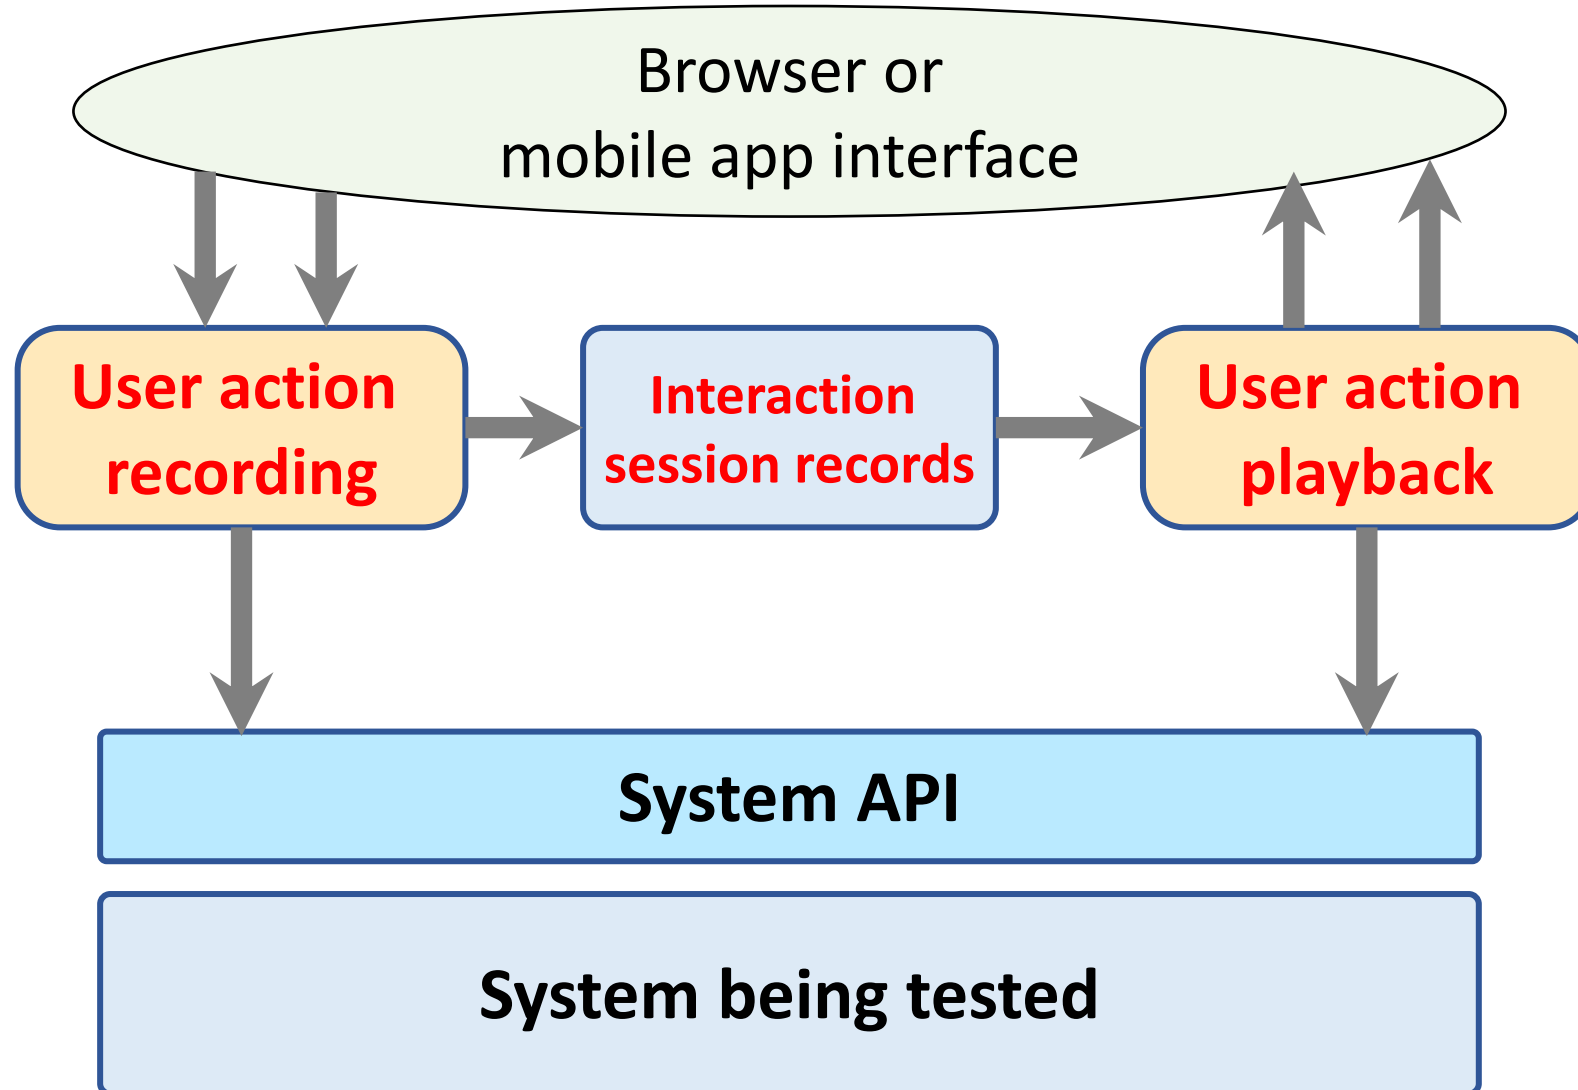 Browser or
mobile app interface
User action
recording
Interaction
session records
User action
playback
System API
System being tested